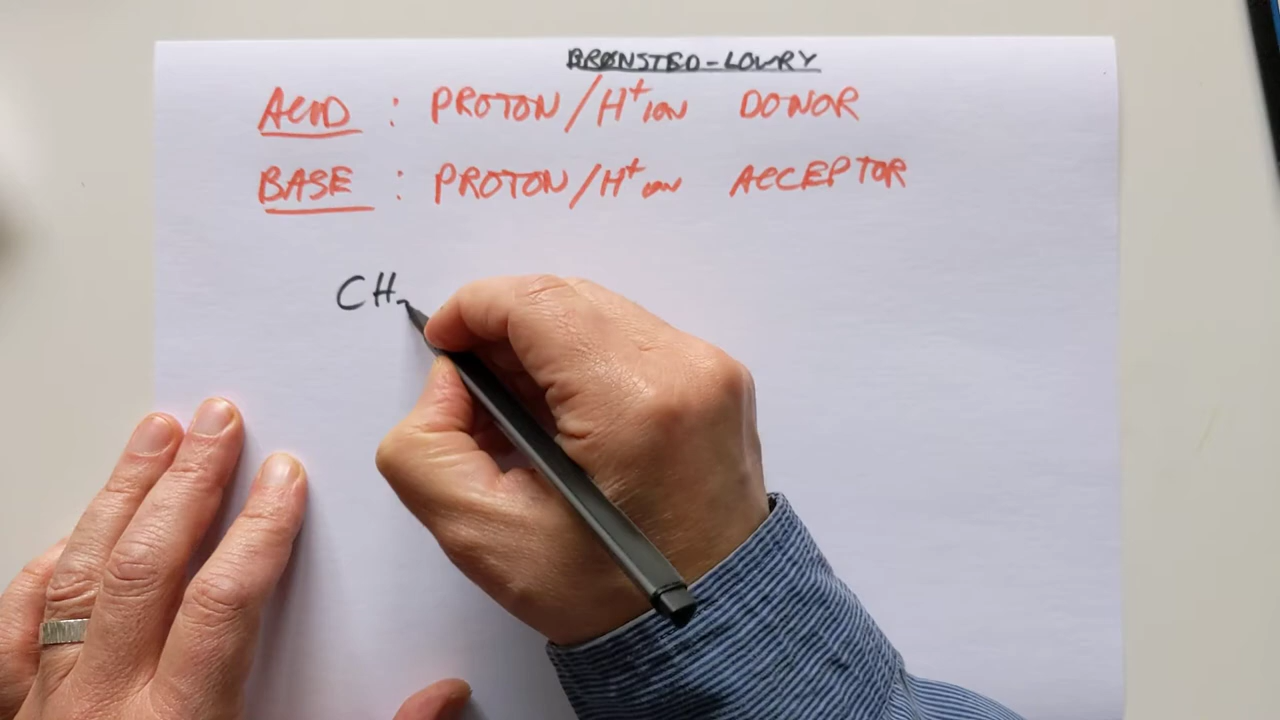 BRØNSTED-LOWRY
ACID : PROTON/H⁺ion DONOR
BASE : PROTON/H⁺ion ACCEPTOR
CH